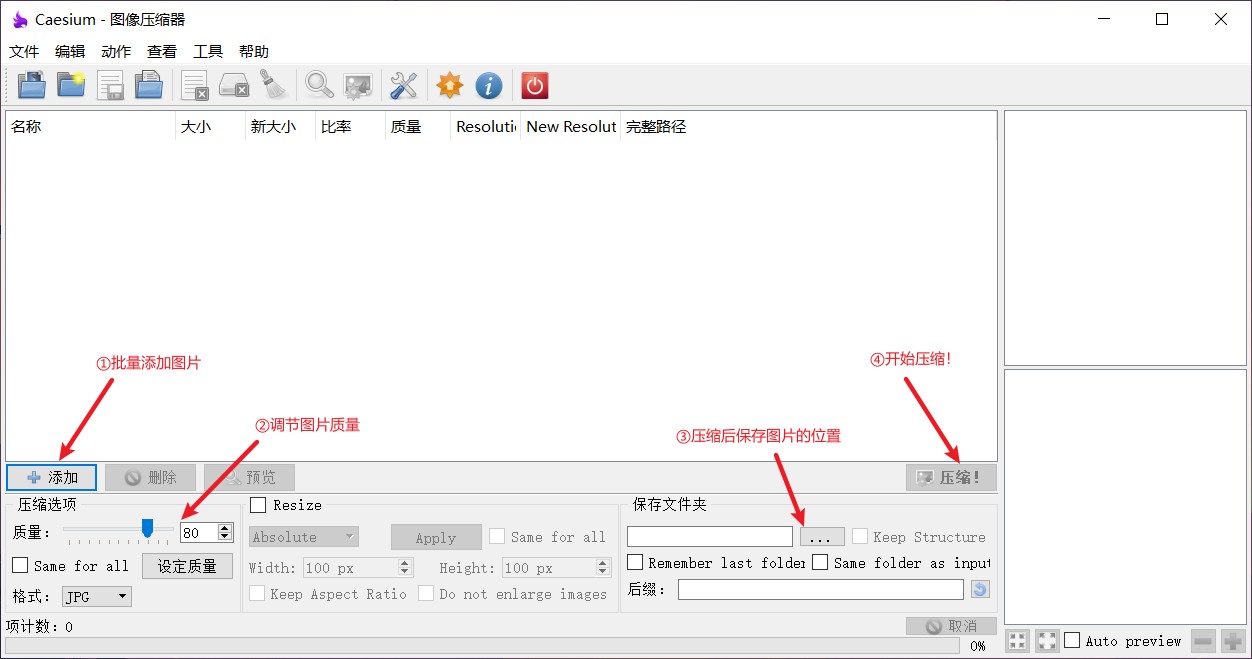 Caesium - 图像压缩器
文件 编辑 动作 查看 工具 帮助
名称 大小 新大小 比率 质量 Resoluti New Resolut 完整路径
①批量添加图片
④开始压缩!
②调节图片质量
③压缩后保存图片的位置
添加 删除 预览 压缩!
压缩选项 Resize 保存文件夹
质量: 80 Absolute Apply Same for all ... Keep Structure
Same for all 设定质量 Width: 100 px Height: 100 px Remember last folder Same folder as input
格式: JPG Keep Aspect Ratio Do not enlarge images 后缀:
项计数: 0 取消
0% Auto preview